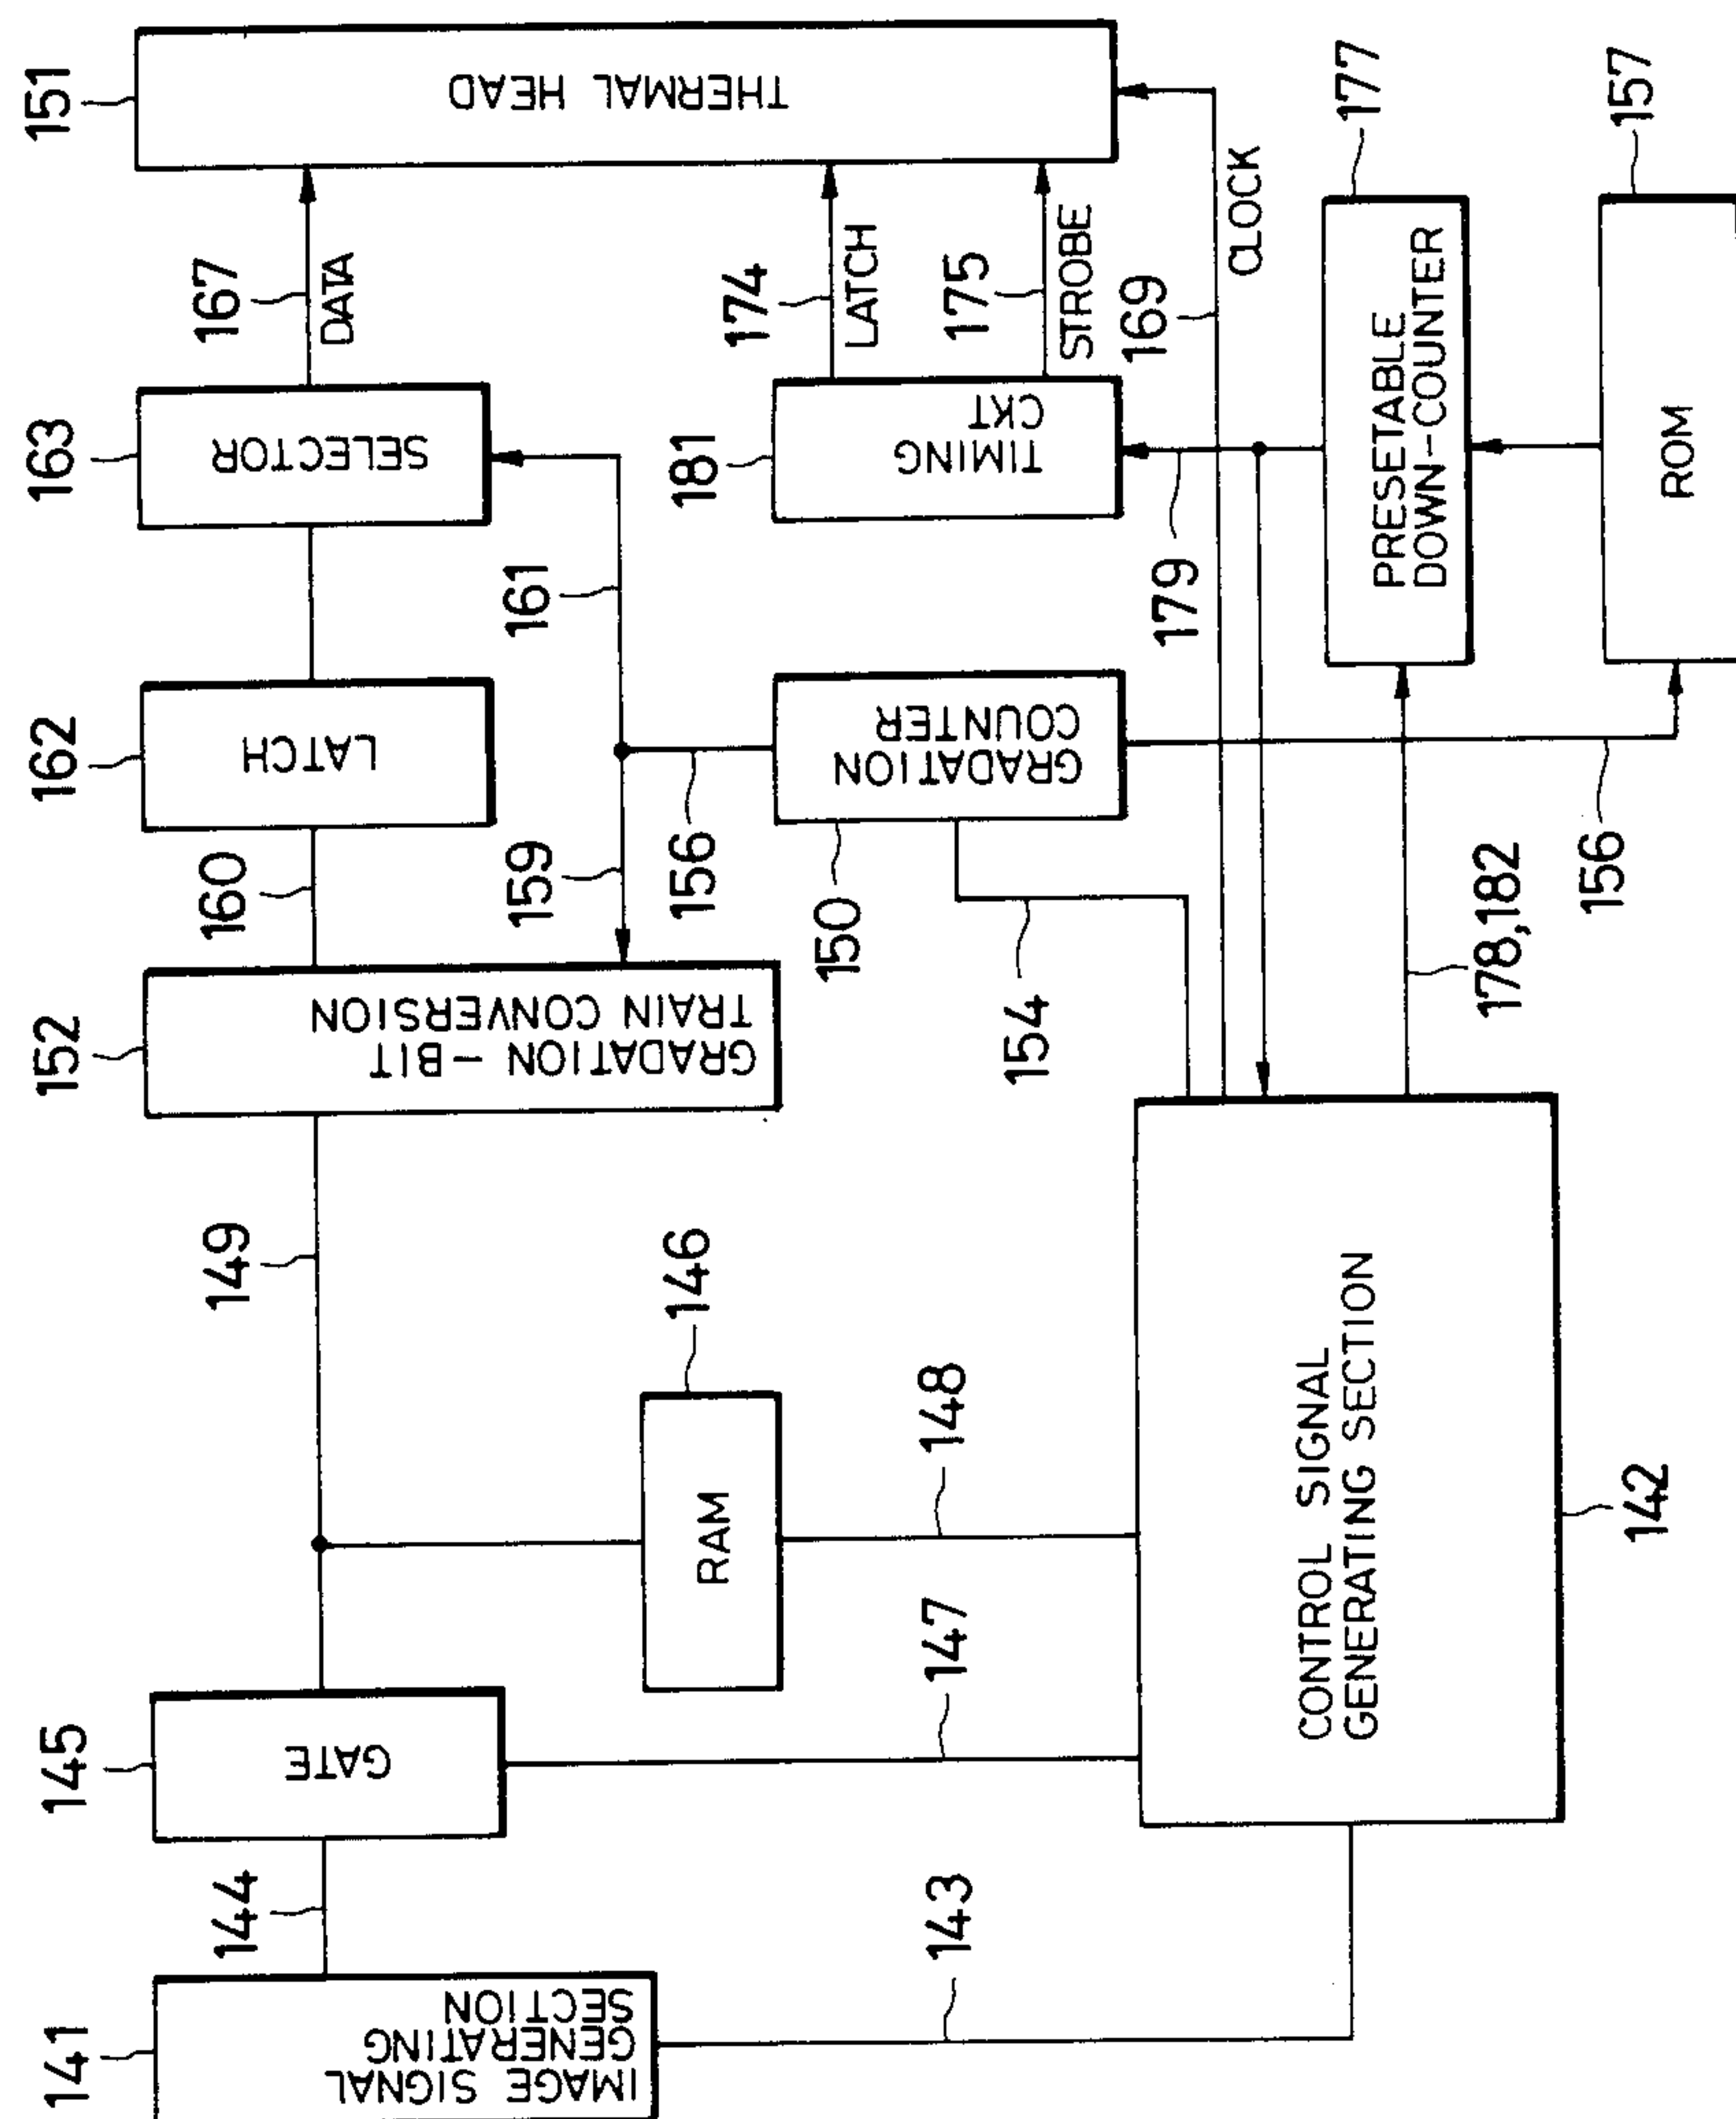 141
IMAGE SIGNAL
GENERATING
SECTION
144
145
GATE
149
152
GRADATION-BIT
TRAIN CONVERSION
160
162
LATCH
163
SELECTOR
167
DATA
151
THERMAL HEAD
143
147
148
146
RAM
154
159
156
161
150
GRADATION
COUNTER
181
TIMING
CKT
174
LATCH
175
STROBE
169
CLOCK
179
142
CONTROL SIGNAL
GENERATING SECTION
178,182
156
PRESETABLE
DOWN-COUNTER
177
ROM
157